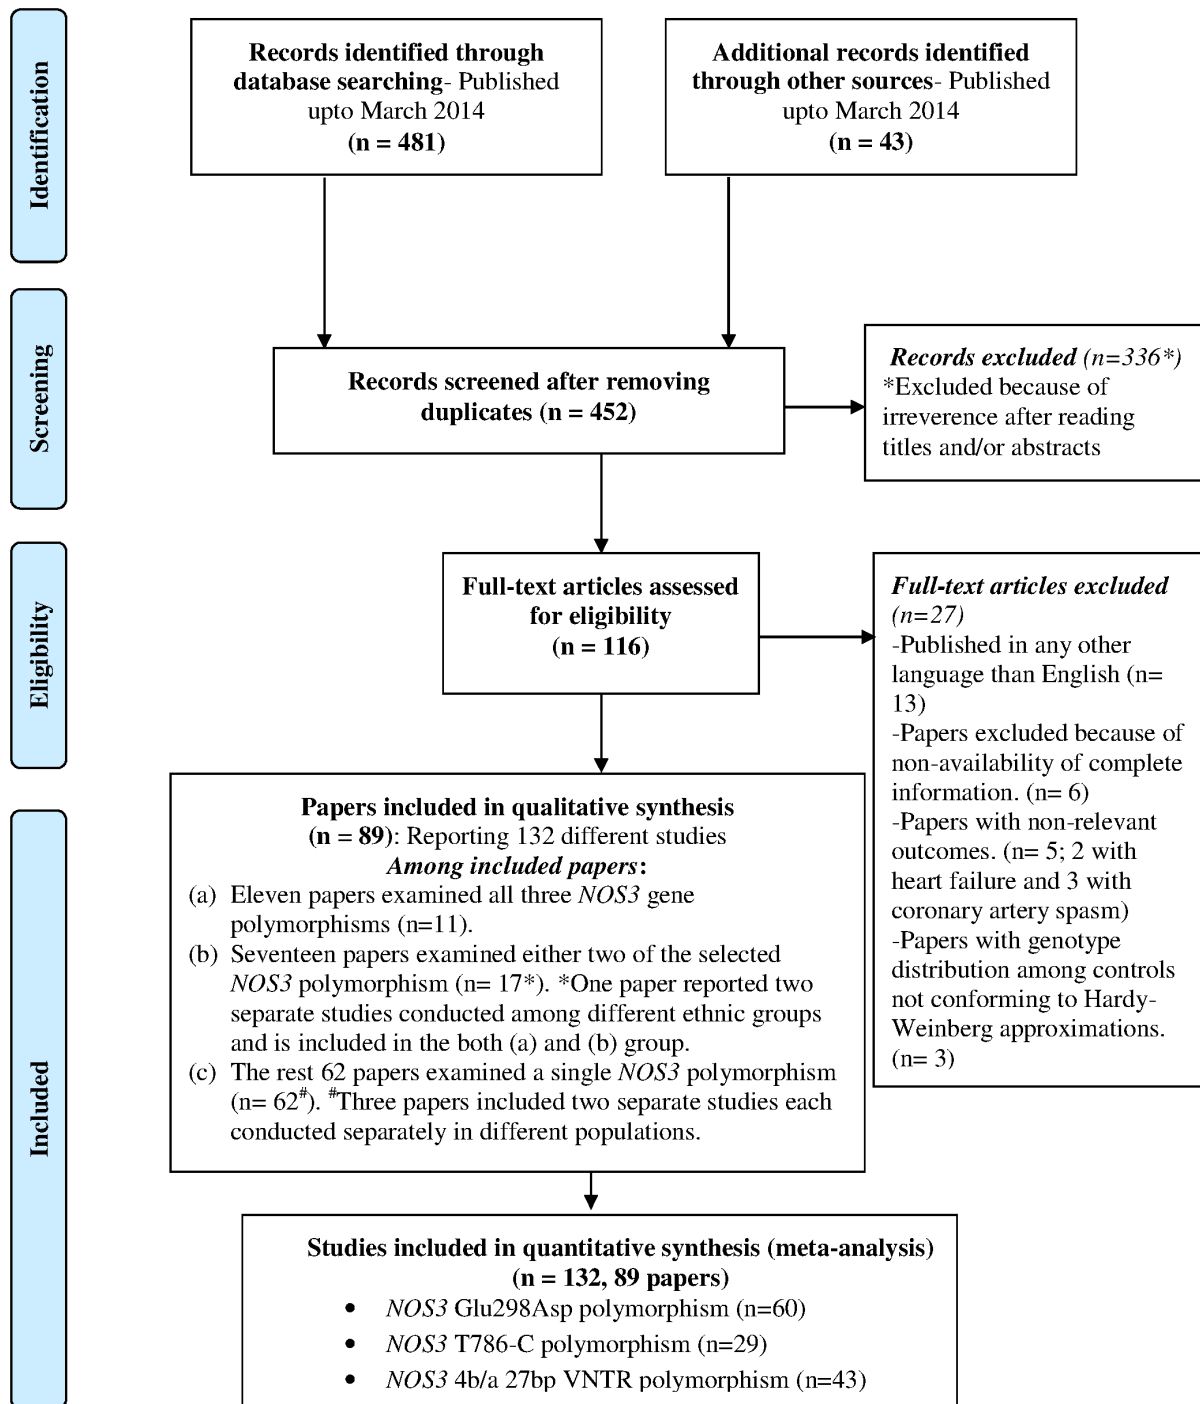 Identification
Records identified through
database searching- Published
upto March 2014
(n = 481)
Additional records identified
through other sources- Published
upto March 2014
(n = 43)
Screening
Records screened after removing
duplicates (n = 452)
Records excluded (n=336*)
*Excluded because of
irreverence after reading
titles and/or abstracts
Eligibility
Full-text articles assessed
for eligibility
(n = 116)
Full-text articles excluded
(n=27)
-Published in any other
language than English (n=
13)
-Papers excluded because of
non-availability of complete
information. (n= 6)
-Papers with non-relevant
outcomes. (n= 5; 2 with
heart failure and 3 with
coronary artery spasm)
-Papers with genotype
distribution among controls
not conforming to Hardy-
Weinberg approximations.
(n= 3)
Included
Papers included in qualitative synthesis
(n = 89): Reporting 132 different studies
Among included papers:
(a) Eleven papers examined all three NOS3 gene
polymorphisms (n=11).
(b) Seventeen papers examined either two of the selected
NOS3 polymorphism (n= 17*). *One paper reported two
separate studies conducted among different ethnic groups
and is included in the both (a) and (b) group.
(c) The rest 62 papers examined a single NOS3 polymorphism
(n= 62#). #Three papers included two separate studies each
conducted separately in different populations.
Studies included in quantitative synthesis (meta-analysis)
(n = 132, 89 papers)
• NOS3 Glu298Asp polymorphism (n=60)
• NOS3 T786-C polymorphism (n=29)
• NOS3 4b/a 27bp VNTR polymorphism (n=43)